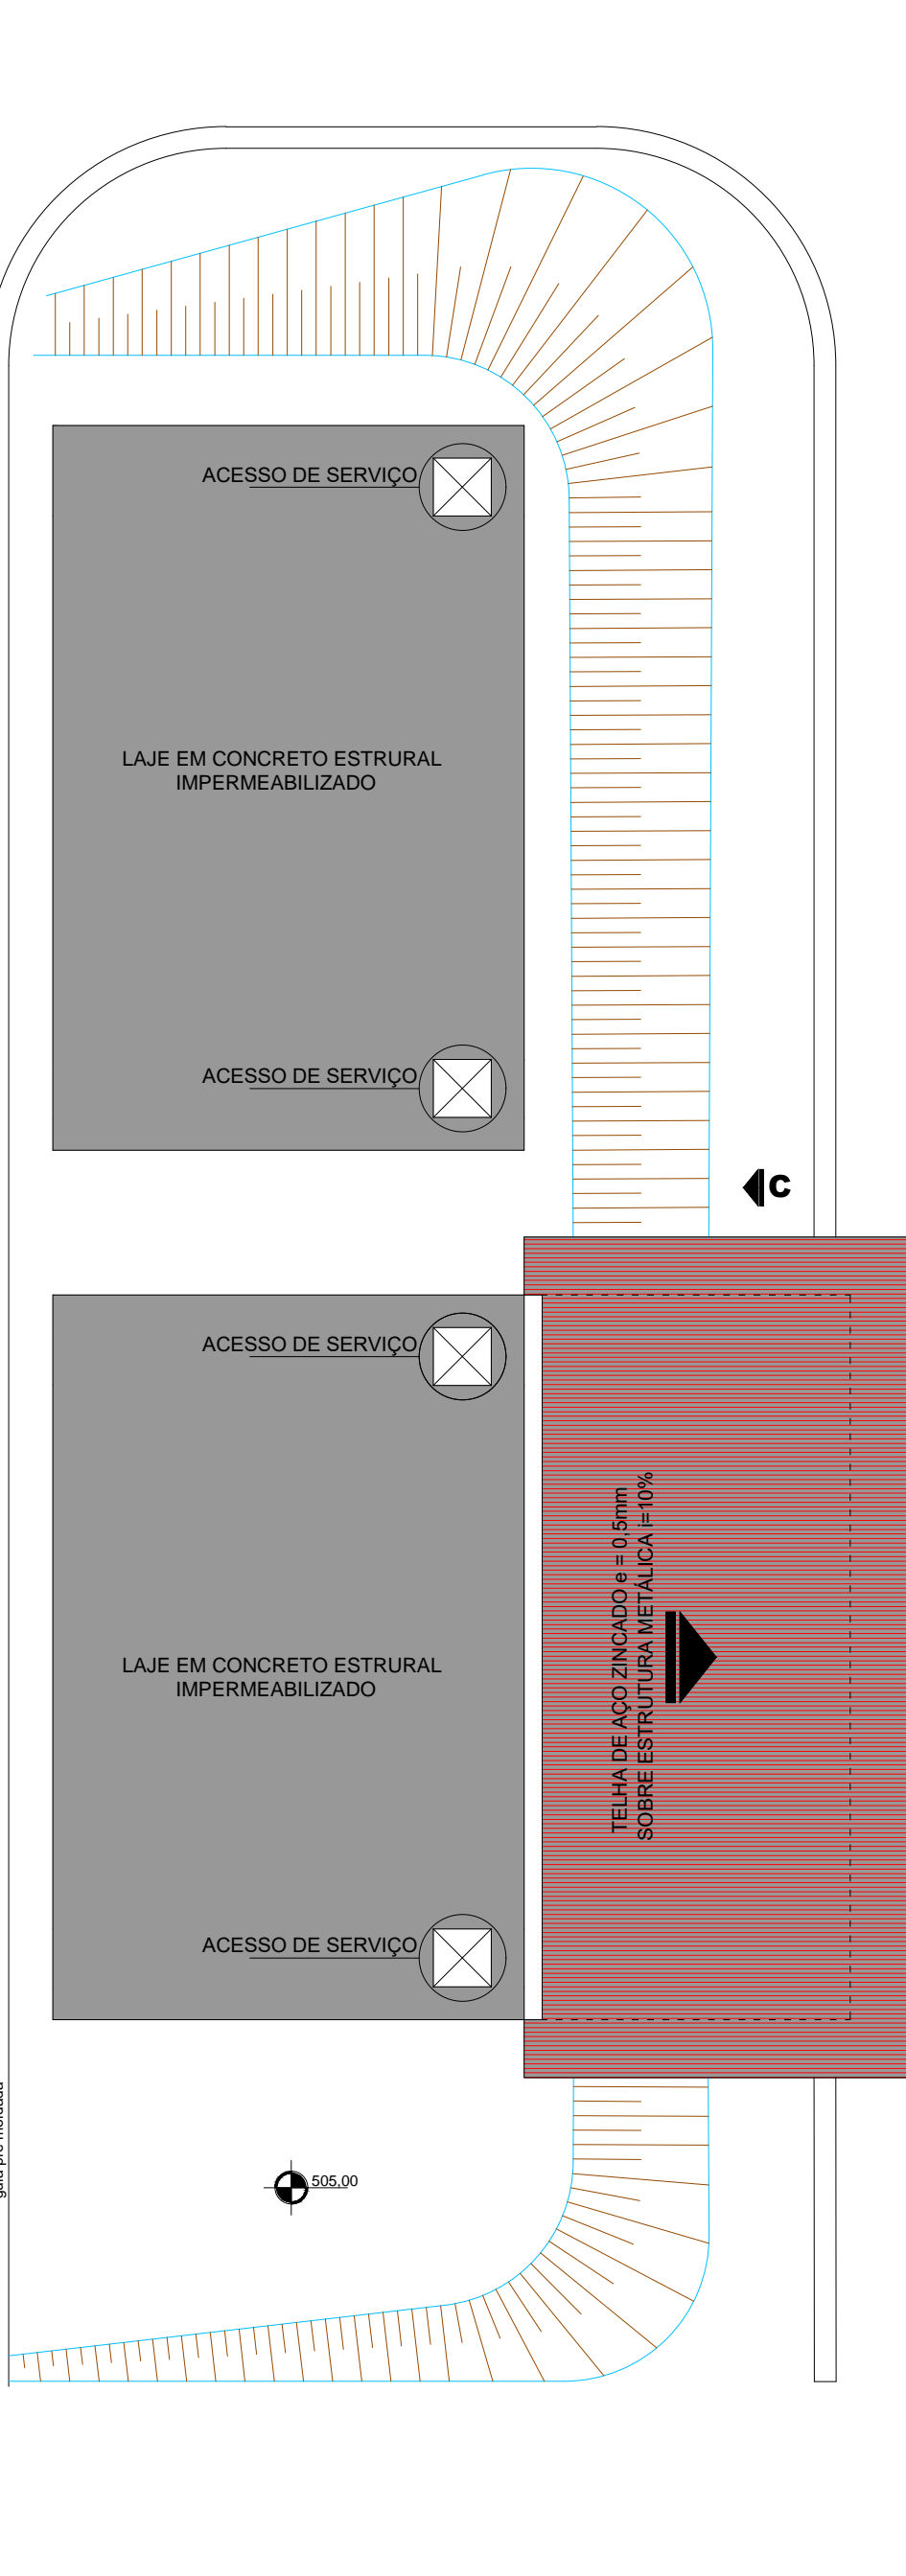 ACESSO DE SERVIÇO
LAJE EM CONCRETO ESTRURAL
IMPERMEABILIZADO
ACESSO DE SERVIÇO
C
ACESSO DE SERVIÇO
TELHA DE AÇO ZINCADO e = 0,5mm
SOBRE ESTRUTURA METÁLICA i=10%
LAJE EM CONCRETO ESTRURAL
IMPERMEABILIZADO
ACESSO DE SERVIÇO
505,00